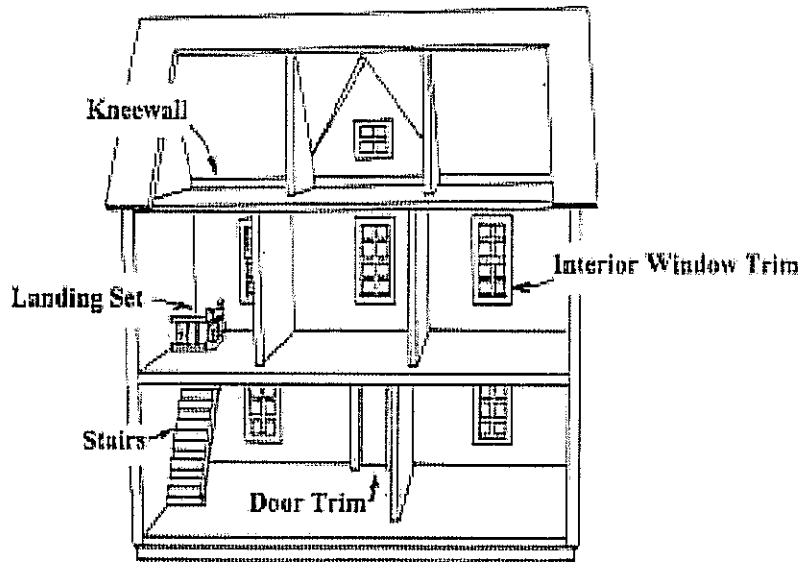 Kneewall
Interior Window Trim
Landing Set
Stairs
Door Trim